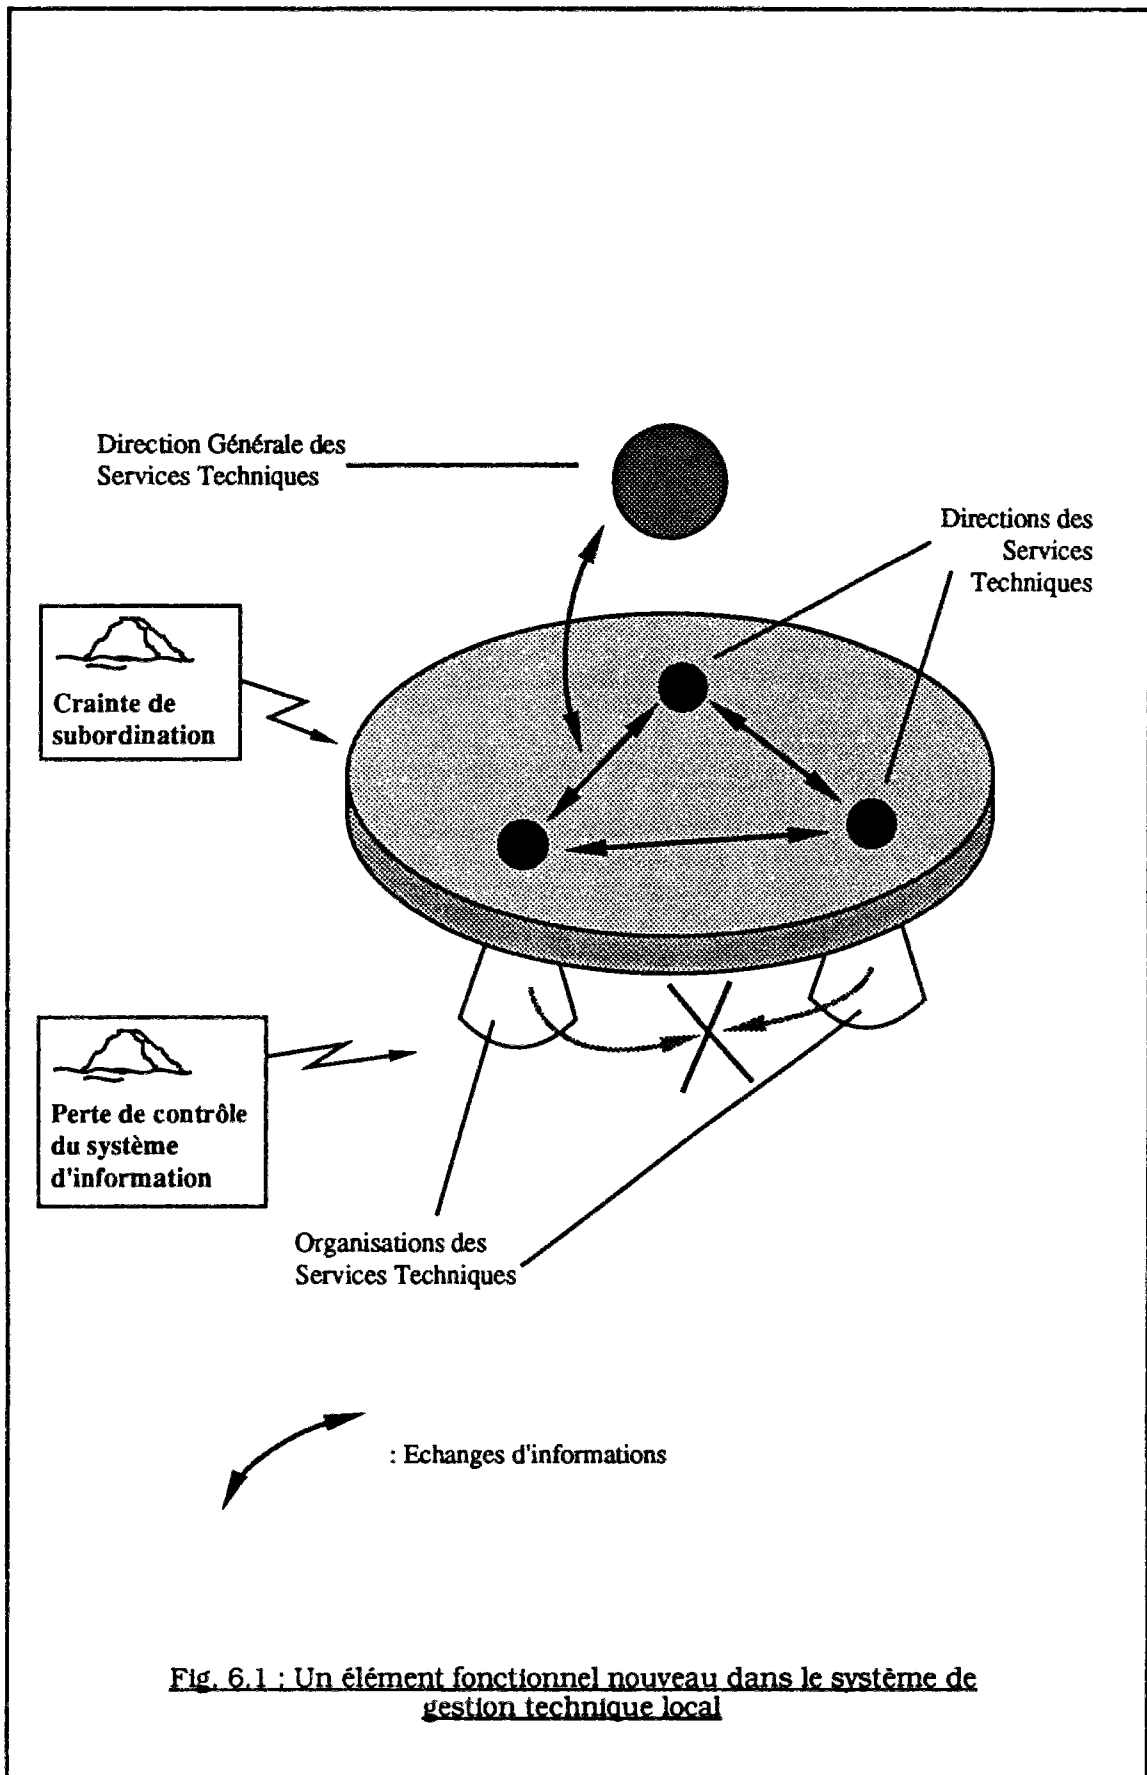 Direction Générale des
Services Techniques
Directions des
Services
Techniques
Crainte de
subordination
Perte de contrôle
du système
d'information
Organisations des
Services Techniques
: Echanges d'informations
Fig. 6.1 : Un élément fonctionnel nouveau dans le système de
gestion technique local